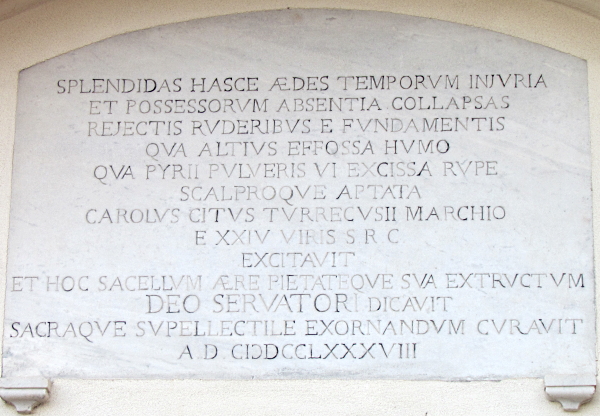 SPLENDIDAS HASCE ÆDES TEMPORVM INJVRIA
ET POSSESSORVM ABSENTIA COLLAPSAS
REJECTIS RVDERIBVS E FVNDAMENTIS
QVA ALTIVS EFFOSSA HVMO
QVA PYRII PVLVERIS VI EXCISSA RVPE
SCALPROQVE APTATA
CAROLVS CITVS TVRRECVSII MARCHIO
E XXIV VIRIS S R C
EXCITAVIT
ET HOC SACELLVM ÆRE PIETATEQVE SVA EXTRVCTVM
DEO SERVATORI DICAVIT
SACRAQVE SVPELLECTILE EXORNANDVM CVRAVIT
A D CIƆDCCLXXXVIII